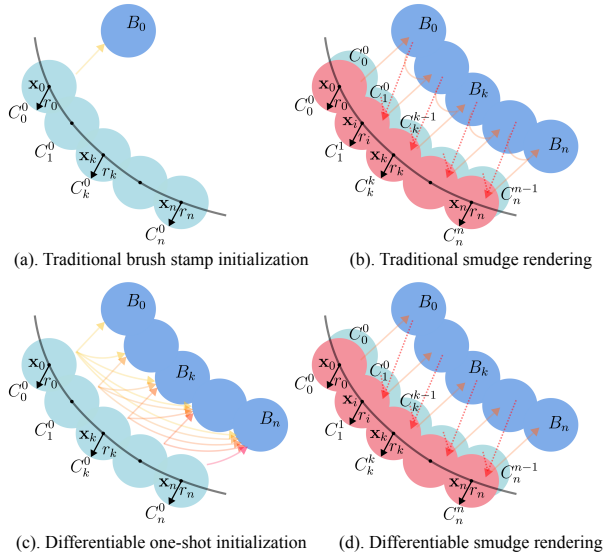 B_0
x_0
r_0
C_0^0
C_1^0
x_k
r_k
C_k^0
x_n
r_n
C_n^0
(a). Traditional brush stamp initialization
B_0
C_0^0
x_0
r_0
C_0^0
C_1^0
B_k
C_k^{k-1}
x_i
r_i
C_1^1
x_k
r_k
C_k^k
B_n
C_n^{n-1}
x_n
r_n
C_n^n
(b). Traditional smudge rendering
B_0
x_0
r_0
C_0^0
B_k
C_1^0
B_n
x_k
r_k
C_k^0
x_n
r_n
C_n^0
(c). Differentiable one-shot initialization
B_0
C_0^0
x_0
r_0
C_0^0
C_1^0
B_k
C_k^{k-1}
x_i
r_i
C_1^1
x_k
r_k
C_k^k
B_n
C_n^{n-1}
x_n
r_n
C_n^n
(d). Differentiable smudge rendering